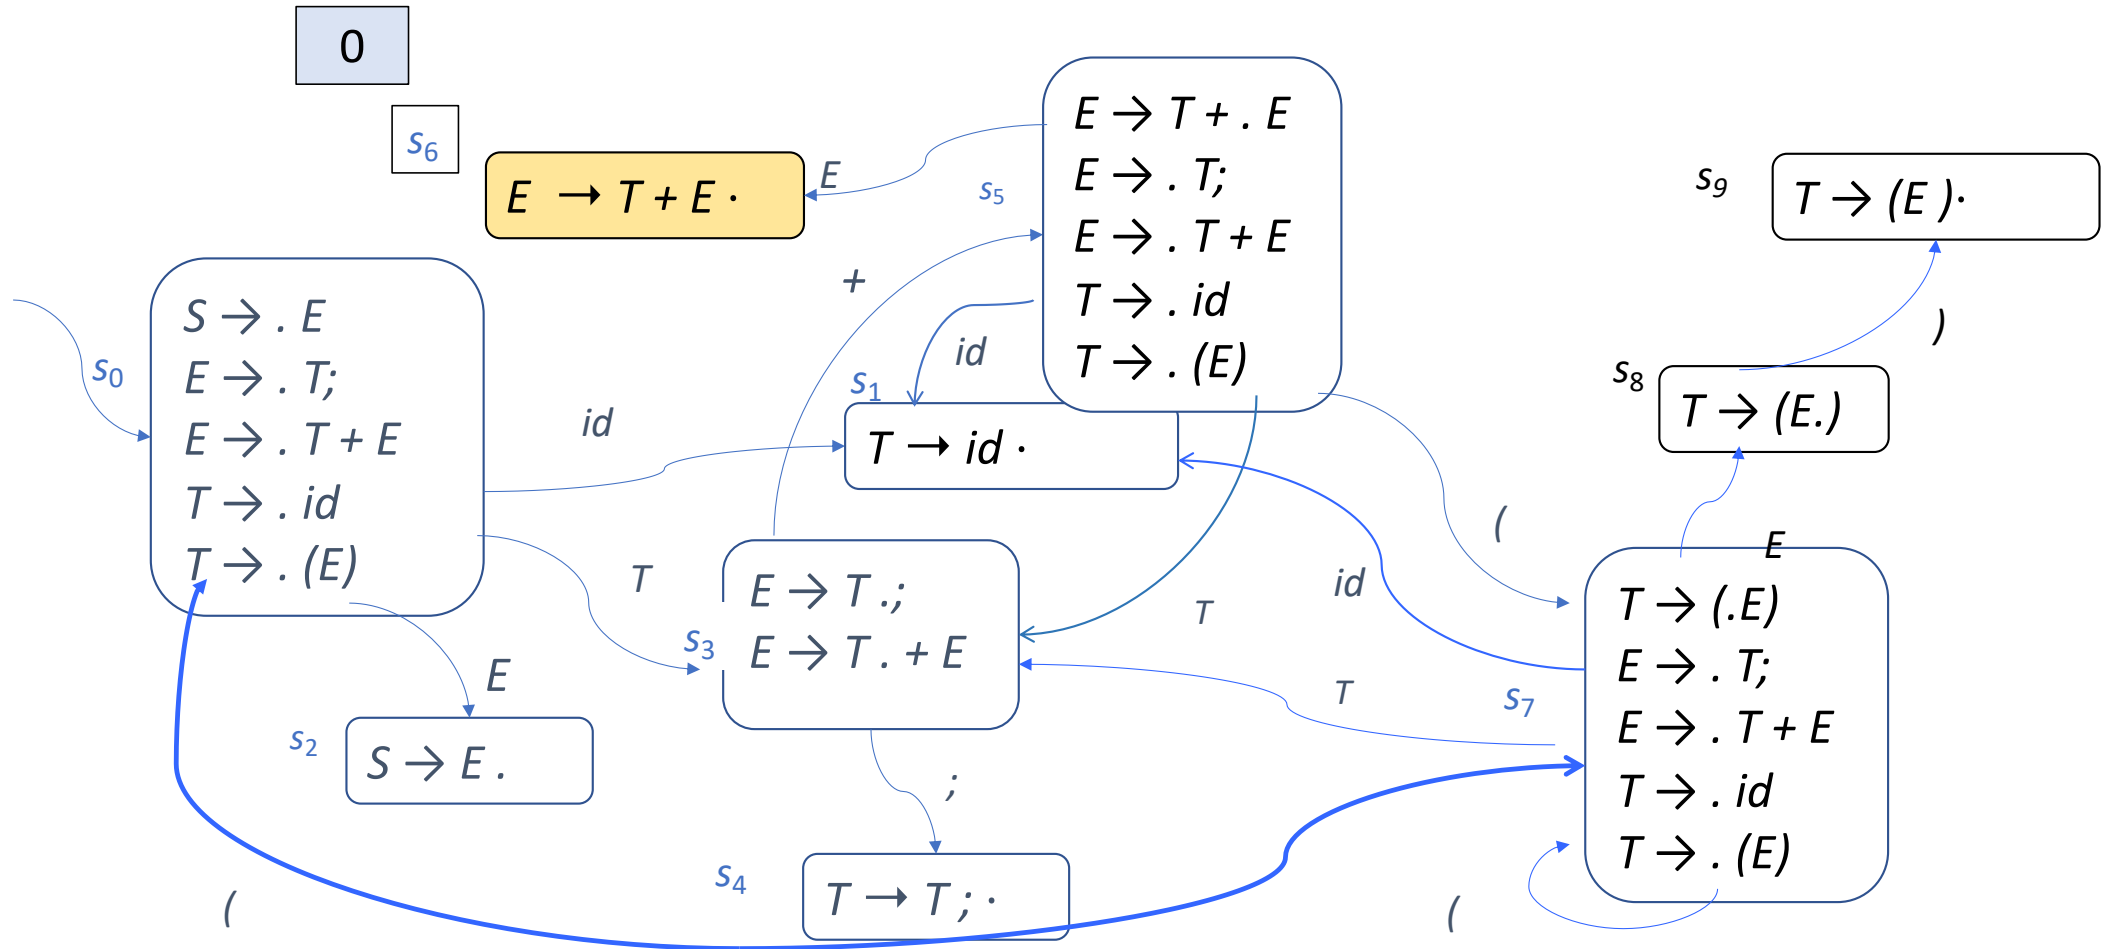 0
s6
E → T + E ·
E
s5
E → T + . E
E → . T;
E → . T + E
T → . id
T → . (E)
s9
T → (E )·
+
)
s0
S → . E
E → . T;
E → . T + E
T → . id
T → . (E)
id
id
s1
T → id ·
s8
T → (E.)
(
E
T
s3
E → T .;
E → T . + E
T
id
T
s7
T → (.E)
E → . T;
E → . T + E
T → . id
T → . (E)
E
s2
S → E .
;
s4
T → T ; ·
(
(